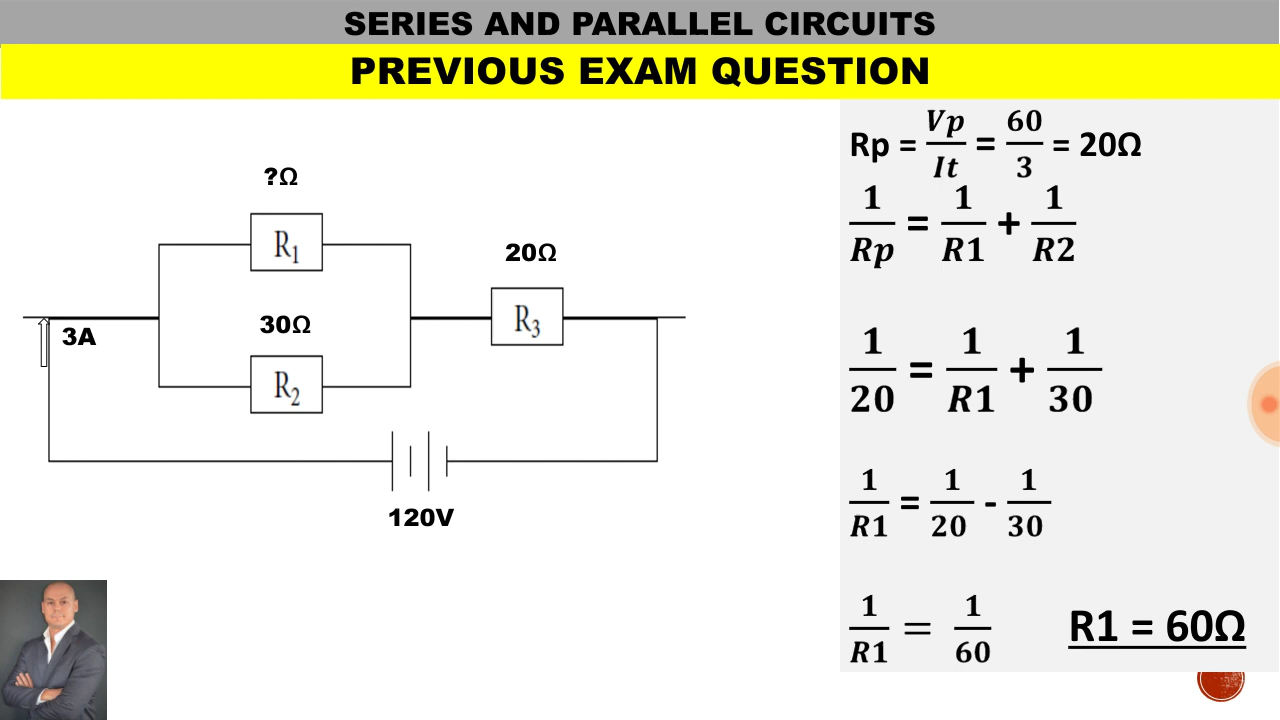 SERIES AND PARALLEL CIRCUITS
PREVIOUS EXAM QUESTION
?Ω
R₁
20Ω
R₃
3A
30Ω
R₂
120V
Rp = Vp/It = 60/3 = 20Ω
1/Rp = 1/R1 + 1/R2
1/20 = 1/R1 + 1/30
1/R1 = 1/20 - 1/30
1/R1 = 1/60 R1 = 60Ω